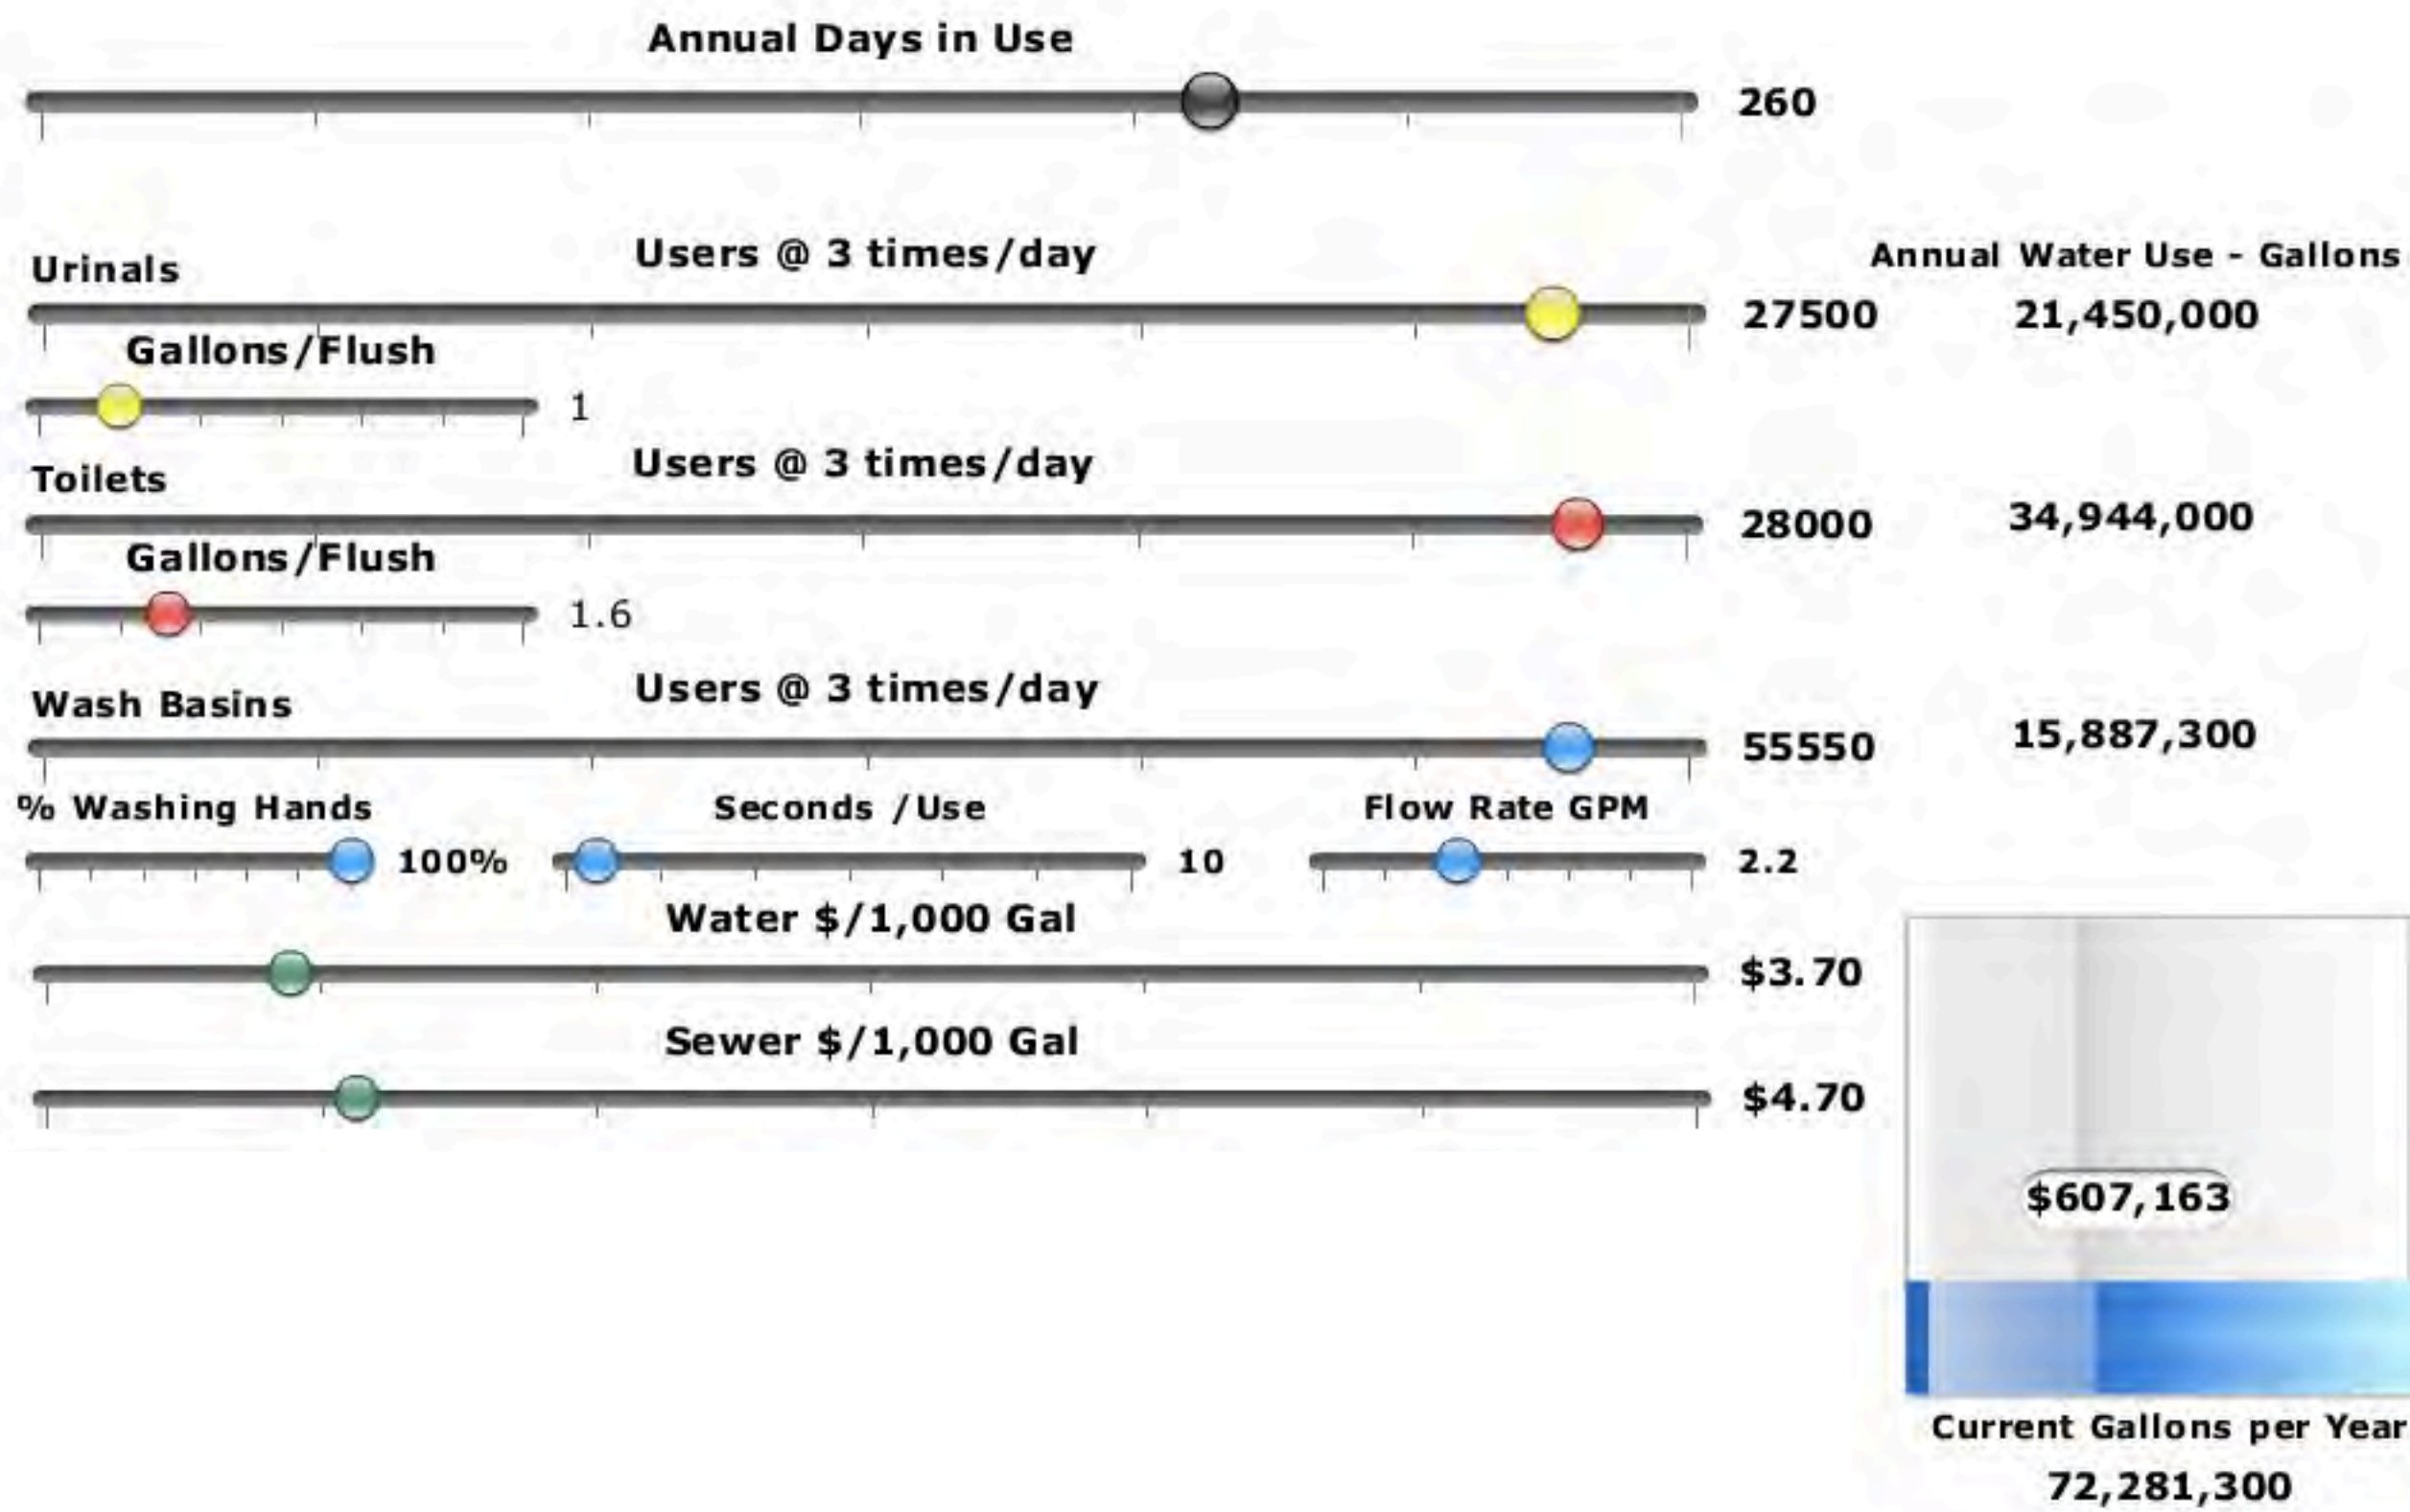 Annual Days in Use
260
Users @ 3 times/day
Annual Water Use - Gallons
Urinals
27500 21,450,000
Gallons/Flush
1
Users @ 3 times/day
Toilets
28000 34,944,000
Gallons/Flush
1.6
Users @ 3 times/day
Wash Basins
55550 15,887,300
% Washing Hands Seconds /Use Flow Rate GPM
100% 10 2.2
Water $/1,000 Gal
$3.70
Sewer $/1,000 Gal
$4.70
$607,163
Current Gallons per Year
72,281,300